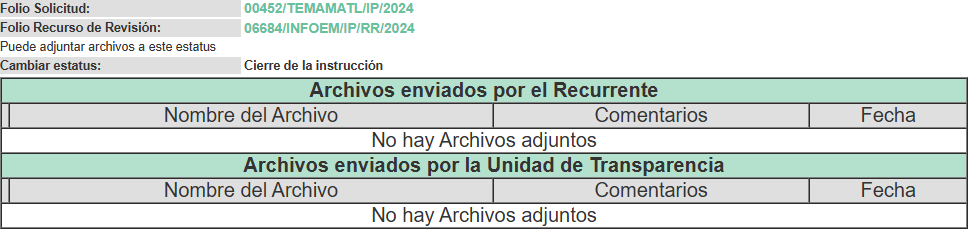 Folio Solicitud: 00452/TEMAMATL/IP/2024
Folio Recurso de Revisión: 06684/INFOEM/IP/RR/2024
Puede adjuntar archivos a este estatus
Cambiar estatus: Cierre de la instrucción
Archivos enviados por el Recurrente
Nombre del Archivo Comentarios Fecha
No hay Archivos adjuntos
Archivos enviados por la Unidad de Transparencia
Nombre del Archivo Comentarios Fecha
No hay Archivos adjuntos